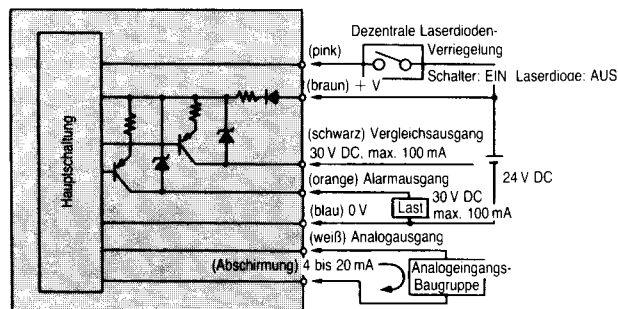 Dezentrale Laserdioden-
Verriegelung
(pink)
Schalter: EIN Laserdiode: AUS
(braun) + V
Hauptschaltung
(schwarz) Vergleichsausgang
30 V DC, max. 100 mA
24 V DC
(orange) Alarmausgang
30 V DC
max. 100 mA
Last
(blau) 0 V
(weiß) Analogausgang
(Abschirmung) 4 bis 20 mA
Analogeingangs-
Baugruppe